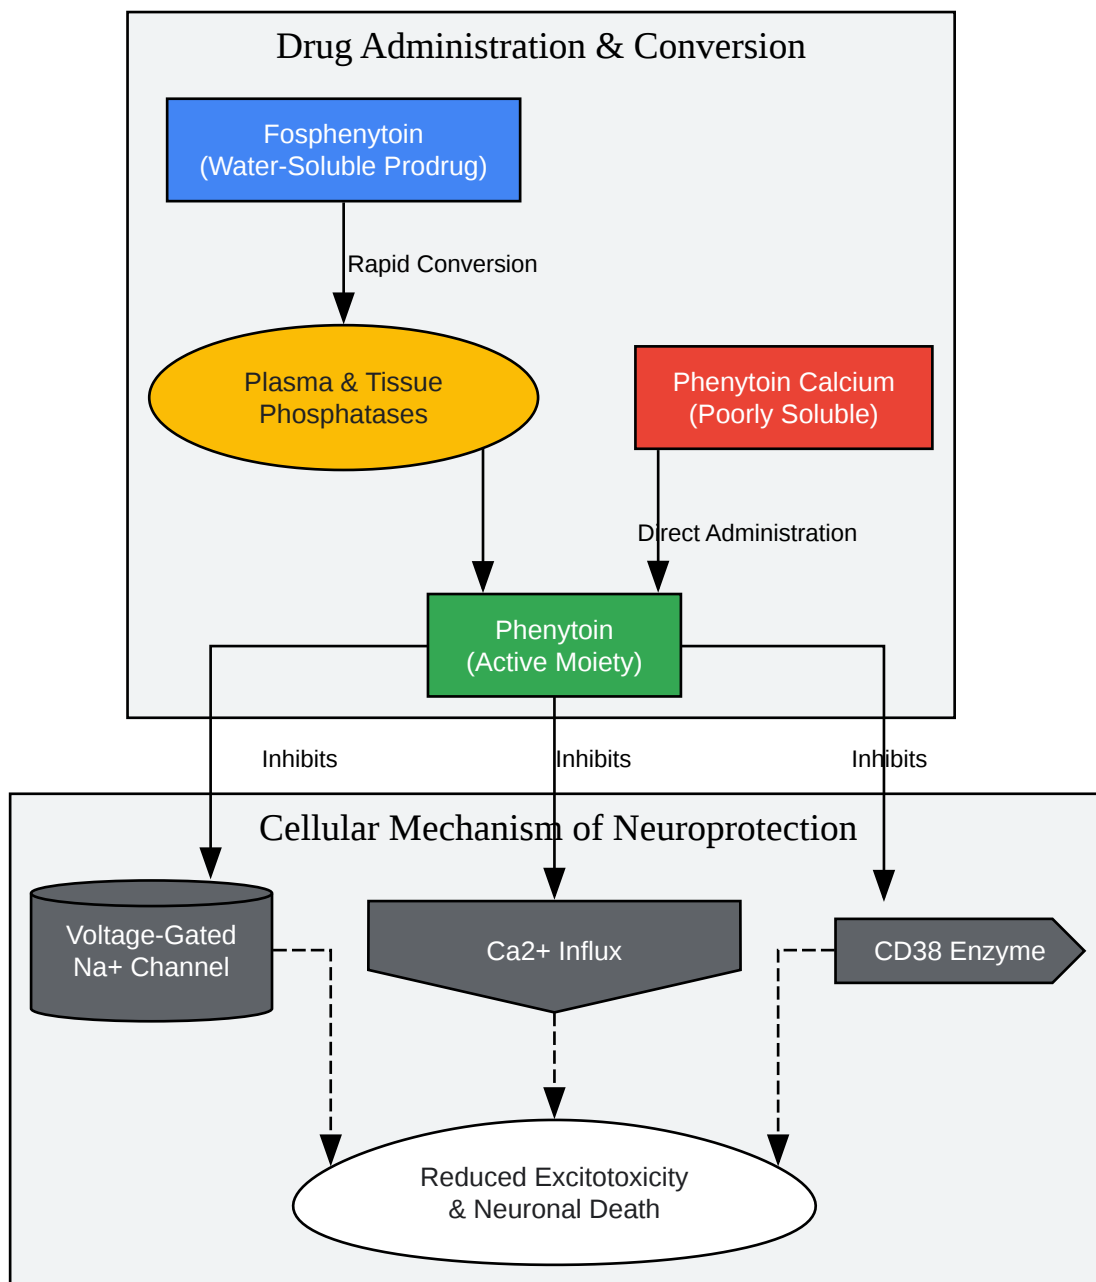 Drug Administration & Conversion
Fosphenytoin
(Water-Soluble Prodrug)
Rapid Conversion
Plasma & Tissue
Phosphatases
Phenytoin Calcium
(Poorly Soluble)
Direct Administration
Phenytoin
(Active Moiety)
Inhibits
Inhibits
Inhibits
Cellular Mechanism of Neuroprotection
Voltage-Gated
Na+ Channel
Ca2+ Influx
CD38 Enzyme
Reduced Excitotoxicity
& Neuronal Death